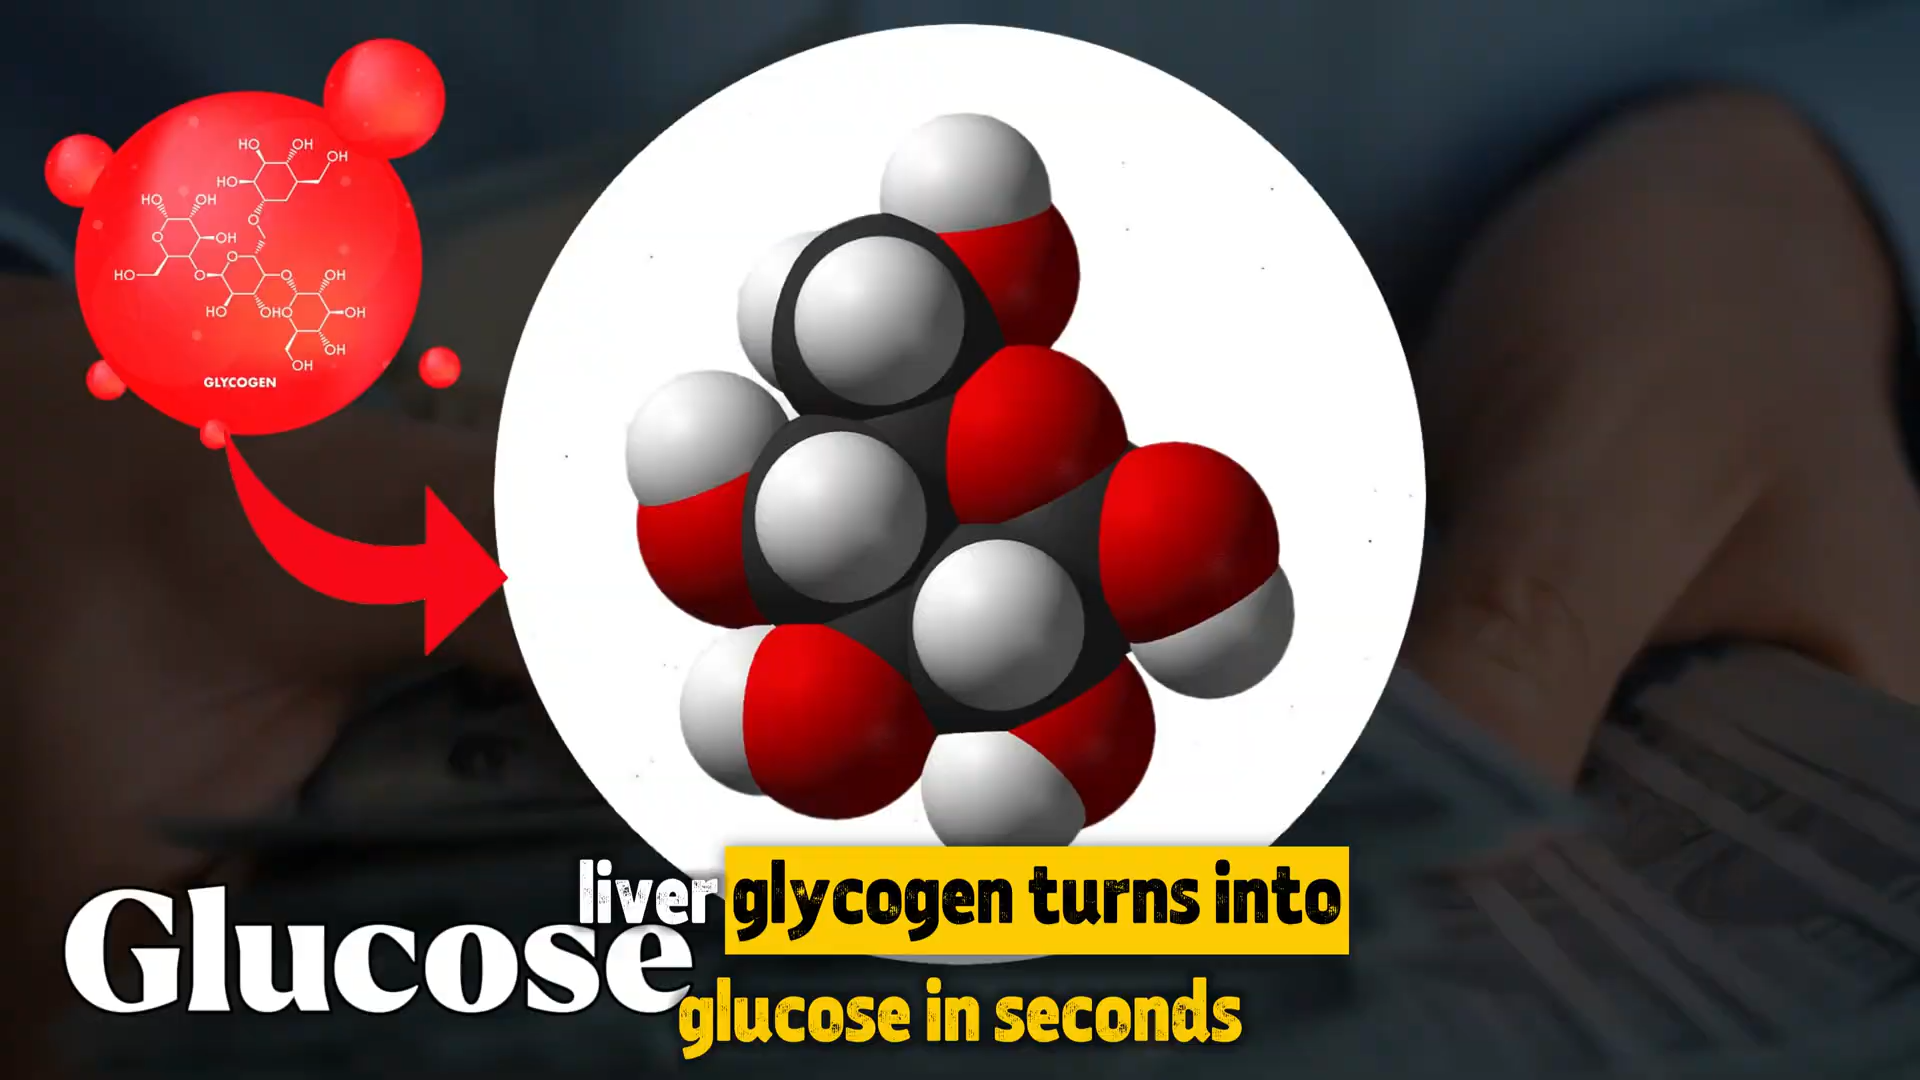 HO OH OH
HO
HO OH
O
O OH
HO O O O OH
HO OH O OH
OH
OH
GLYCOGEN
liver glycogen turns into
Glucose
glucose in seconds